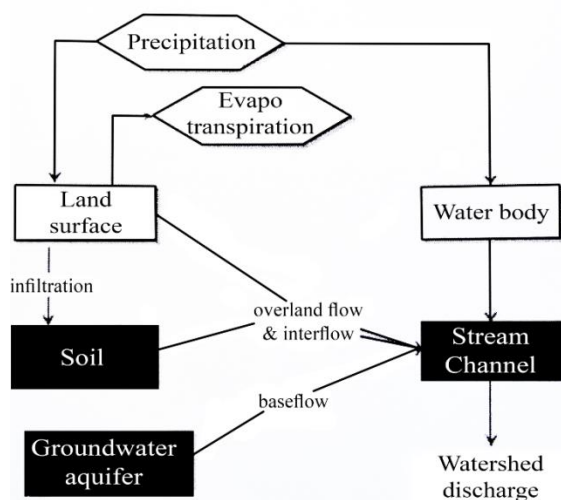 Precipitation
Evapo
transpiration
Land
surface
Water body
infiltration
overland flow
& interflow
Soil
Stream
Channel
baseflow
Groundwater
aquifer
Watershed
discharge